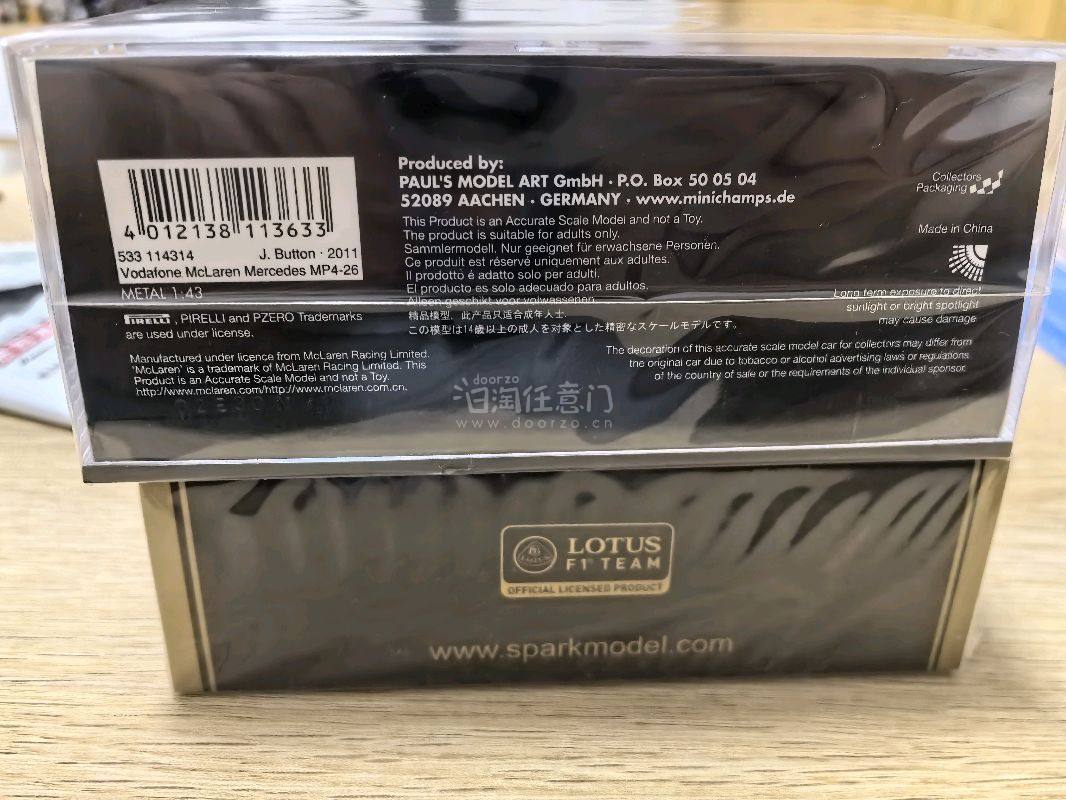 4 012138 113633
533 114314 J. Button · 2011
Vodafone McLaren Mercedes MP4-26
METAL 1:43
PIRELLI, PIRELLI and PZERO Trademarks
are used under license.
Manufactured under licence from McLaren Racing Limited.
'McLaren' is a trademark of McLaren Racing Limited. This
Product is an Accurate Scale Model and not a Toy.
http://www.mclaren.com/http://www.mclaren.com.cn.
Produced by:
PAUL'S MODEL ART GmbH · P.O. Box 50 05 04
52089 AACHEN · GERMANY · www.minichamps.de
This Product is an Accurate Scale Model and not a Toy.
The product is suitable for adults only.
Sammlermodell. Nur geeignet für erwachsene Personen.
Ce produit est réservé uniquement aux adultes.
Il prodotto é adatto solo per adulti.
El producto es solo adecuado para adultos.
Alleen geschikt voor volwassenen.
精品模型，此产品只适合成年人士.
この模型は14歳以上の成人を対象とした精密なスケールモデルです。
Collectors
Packaging
Made in China
Long term exposure to direct
sunlight or bright spotlight
may cause damage
The decoration of this accurate scale model car for collectors may differ from
the original car due to tobacco or alcohol advertising laws or regulations
of the country of sale or the requirements of the individual sponsor.
doorzo
任意门
www.doorzo.cn
LOTUS
F1 TEAM
OFFICIAL LICENSED PRODUCT
www.sparkmodel.com